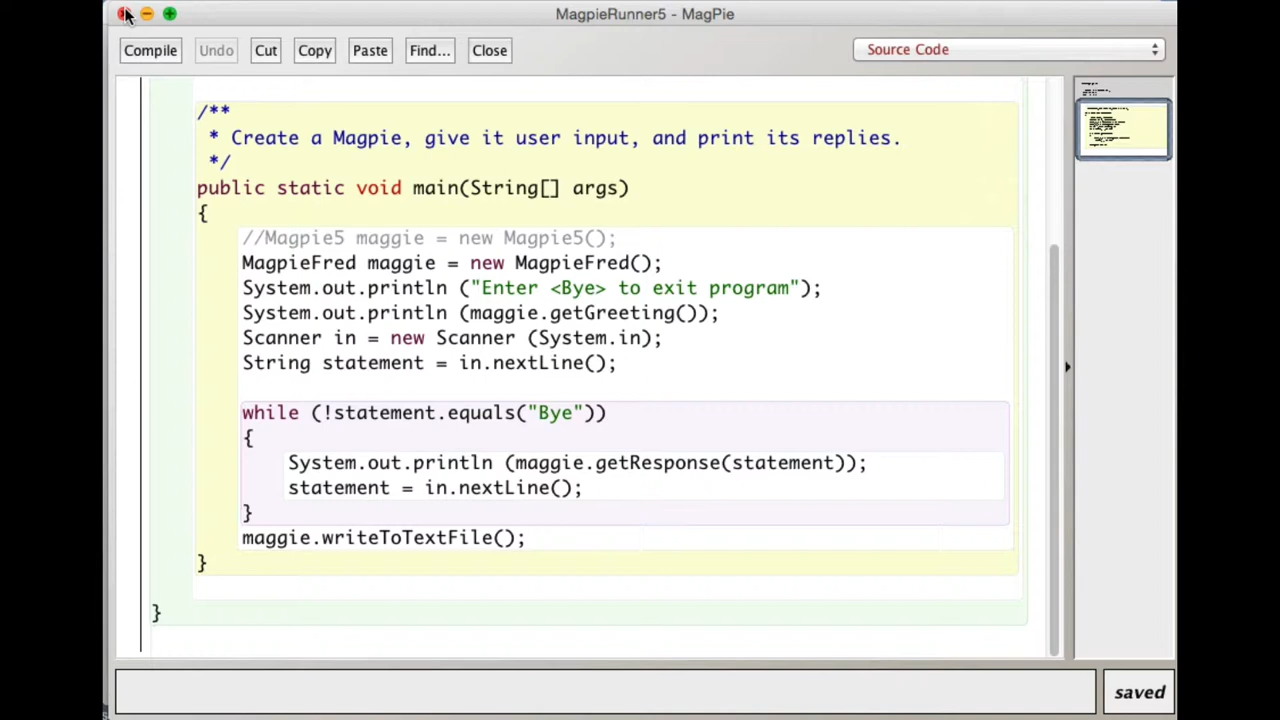 MagpieRunner5 - MagPie
Compile Undo Cut Copy Paste Find... Close Source Code
/**
* Create a Magpie, give it user input, and print its replies.
*/
public static void main(String[] args)
{
//Magpie5 maggie = new Magpie5();
MagpieFred maggie = new MagpieFred();
System.out.println ("Enter <Bye> to exit program");
System.out.println (maggie.getGreeting());
Scanner in = new Scanner (System.in);
String statement = in.nextLine();
while (!statement.equals("Bye"))
{
System.out.println (maggie.getResponse(statement));
statement = in.nextLine();
}
maggie.writeToTextFile();
}
}
saved